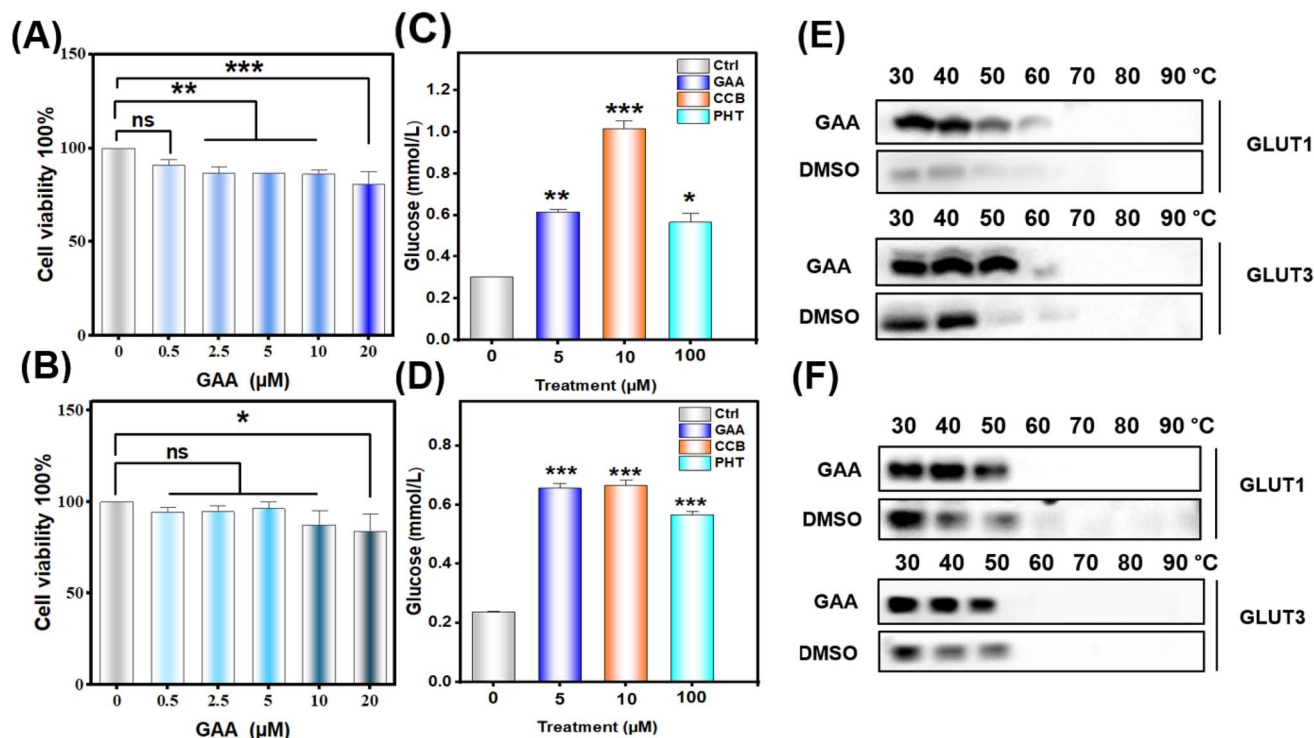 (A)
150
100
50
0
Cell viability 100%
***
**
ns
0 0.5 2.5 5 10 20
GAA (µM)
(B)
150
100
50
0
Cell viability 100%
*
ns
0 0.5 2.5 5 10 20
GAA (µM)
(C)
1.2
0.9
0.6
0.4
0.2
0.0
Glucose (mmol/L)
Ctrl
GAA
CCB
PHT
**
***
*
0 5 10 100
Treatment (µM)
(D)
0.8
0.6
0.4
0.2
0.0
Glucose (mmol/L)
Ctrl
GAA
CCB
PHT
***
***
***
0 5 10 100
Treatment (µM)
(E)
30 40 50 60 70 80 90 °C
GAA
DMSO
GLUT1
30 40 50 60 70 80 90 °C
GAA
DMSO
GLUT3
(F)
30 40 50 60 70 80 90 °C
GAA
DMSO
GLUT1
30 40 50 60 70 80 90 °C
GAA
DMSO
GLUT3